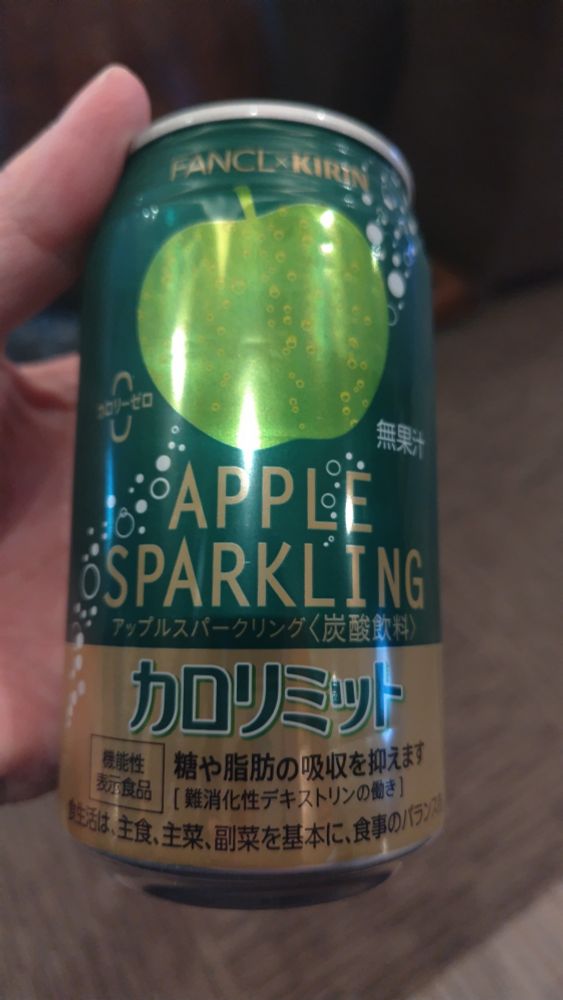 FANCL×KIRIN
カロリーゼロ
無果汁
APPLE
SPARKLING
アップルスパークリング〈炭酸飲料〉
カロリミット
機能性
表示食品
糖や脂肪の吸収を抑えます
[難消化性デキストリンの働き]
食生活は、主食、主菜、副菜を基本に、食事のバランス